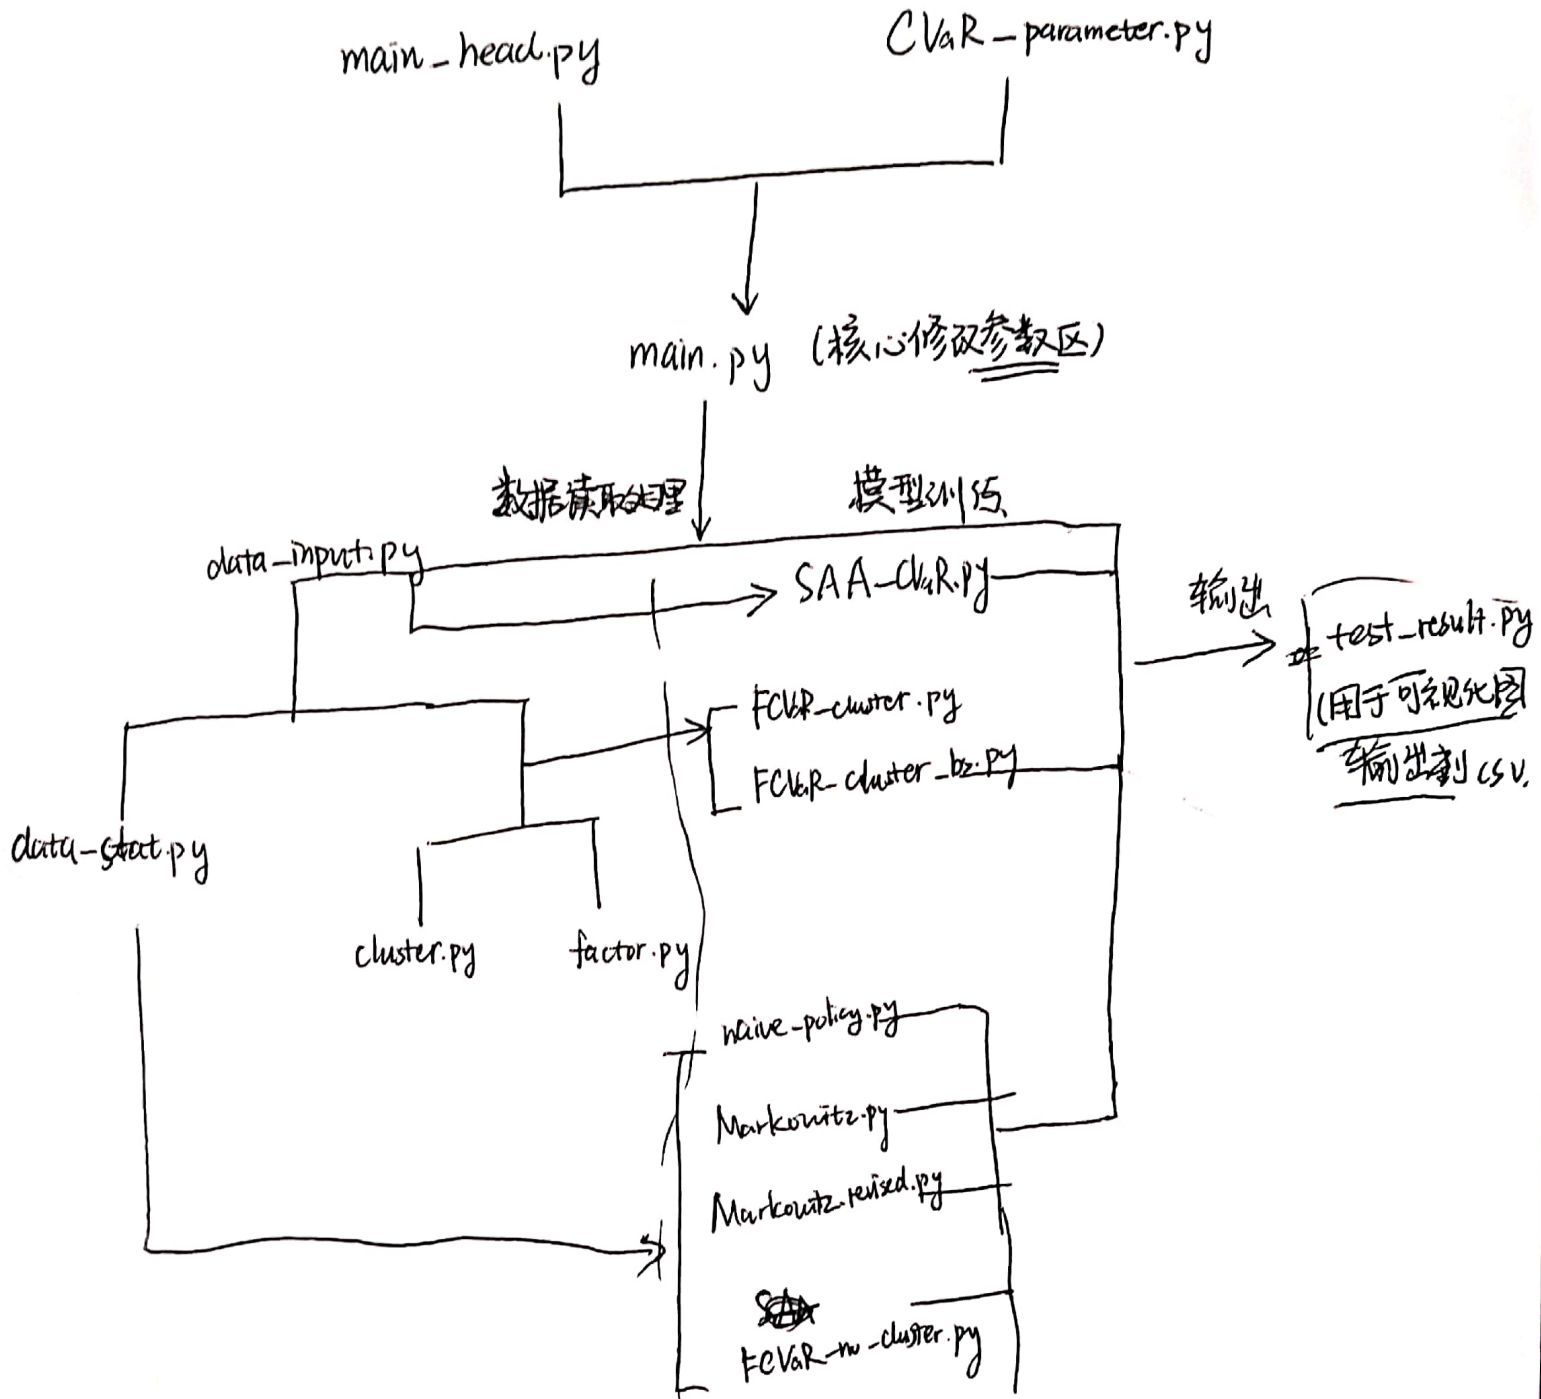 main_head.py
CVaR_parameter.py
main.py (核心修改参数区)
数据读取处理
模型训练
data_input.py
SAA_CVaR.py
输出
test_result.py
(用于可视化图
输出到csv.
FCVaR_cluster.py
FCVaR_cluster_bz.py
data_stat.py
cluster.py
factor.py
naive_policy.py
Markowitz.py
Markowitz_revised.py
FCVaR_no_cluster.py